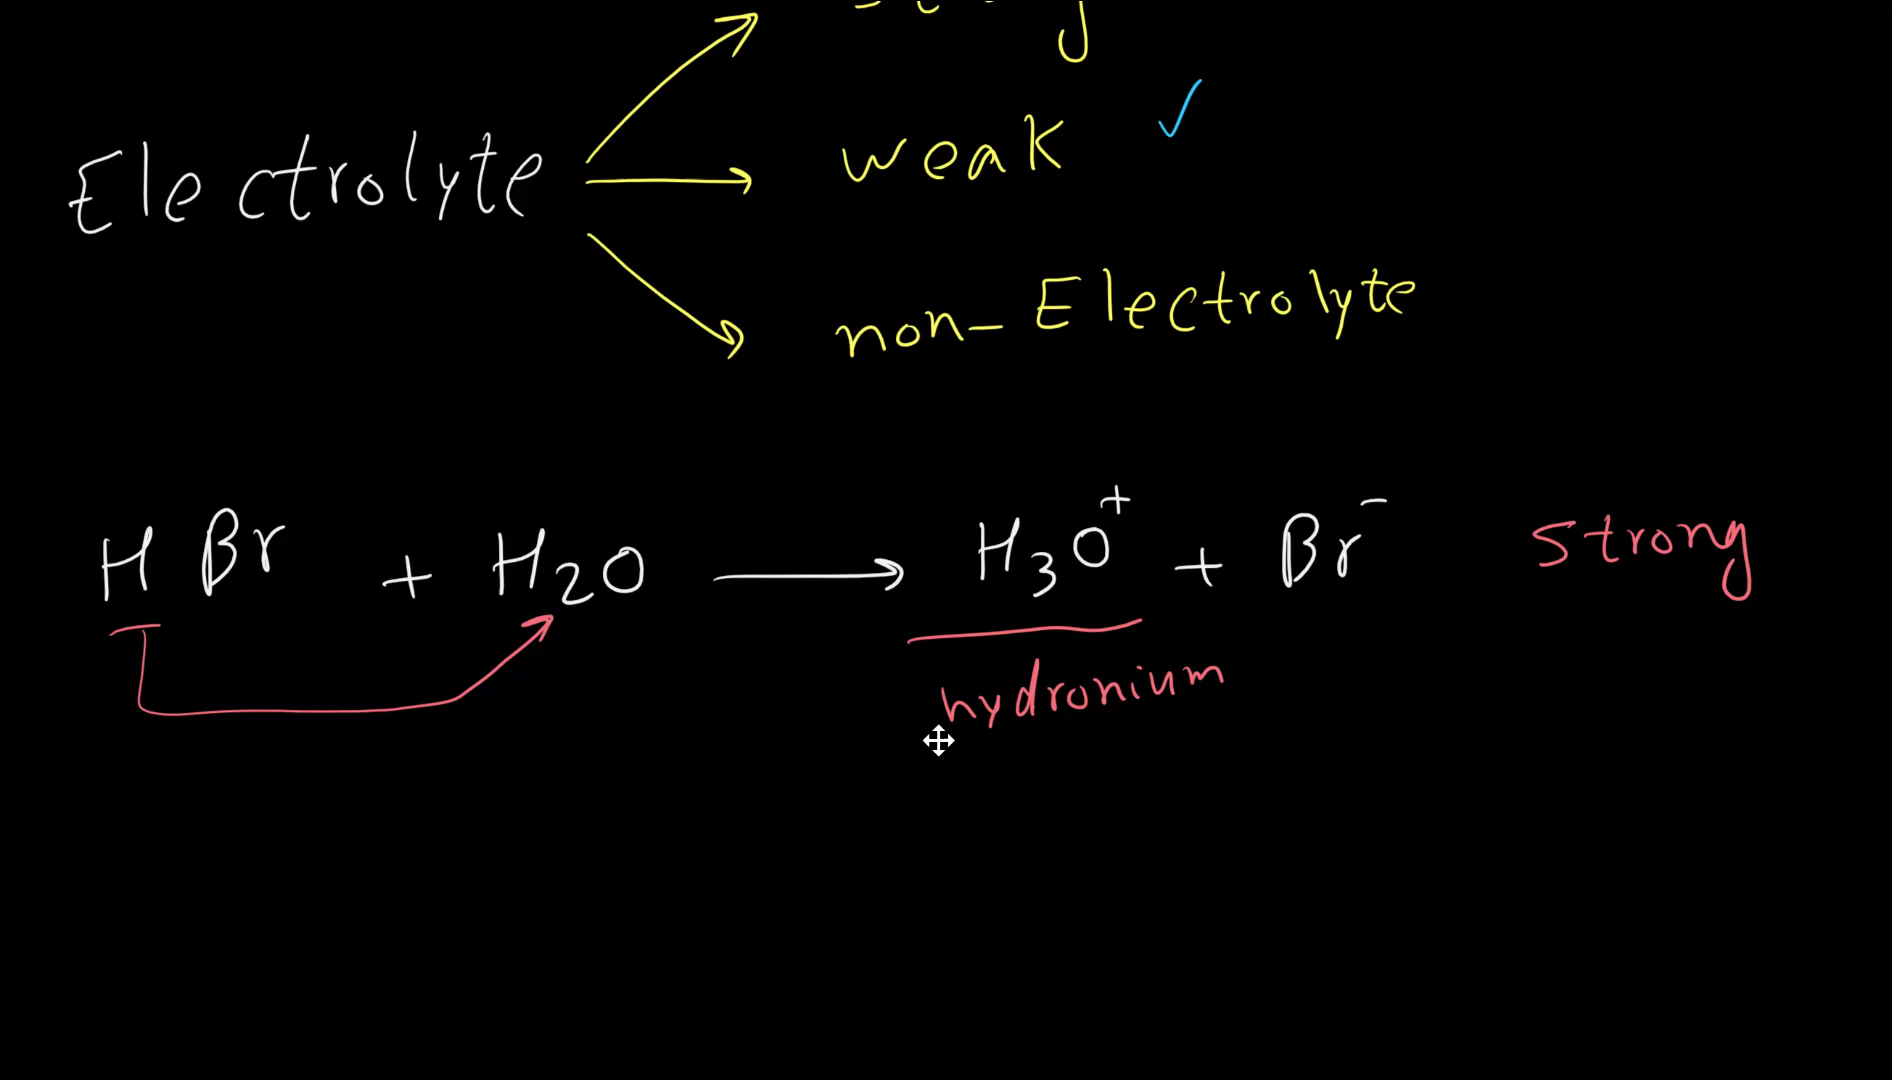 Electrolyte
weak ✓
non-Electrolyte
HBr + H2O → H3O+ + Br- strong
hydronium